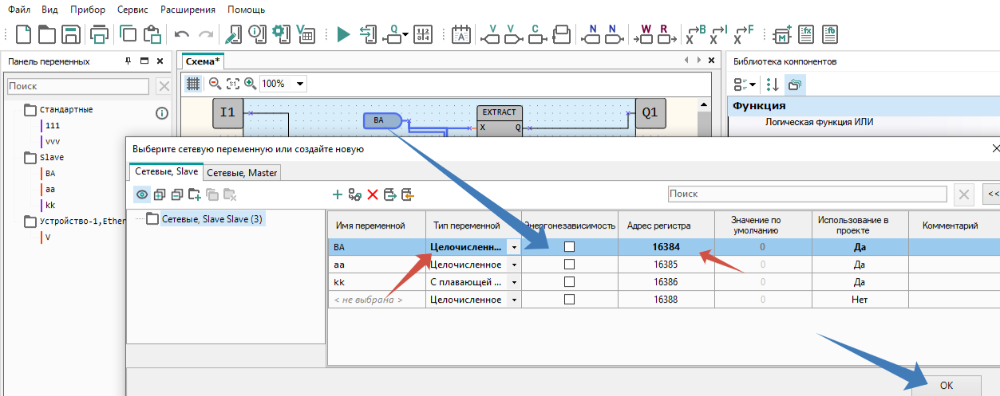 Файл Вид Прибор Сервис Расширения Помощь
Панель переменных
Схема*
Библиотека компонентов
Поиск
100%
Функция
Логическая функция ИЛИ
Стандартные
111
vvv
Slave
BA
aa
kk
Устройство-1,Ether
V
I1
BA
EXTRACT
X Q
Q1
Выберите сетевую переменную или создайте новую
Сетевые, Slave Сетевые, Master
Поиск
<<
Сетевые, Slave Slave (3)
Имя переменной Тип переменной Энергонезависимость Адрес регистра Значение по умолчанию Использование в проекте Комментарий
BA Целочисленн... 16384 0 Да
aa Целочисленное 16385 0 Да
kk С плавающей ... 16386 0 Да
< не выбрана > Целочисленное 16388 0 Нет
OK